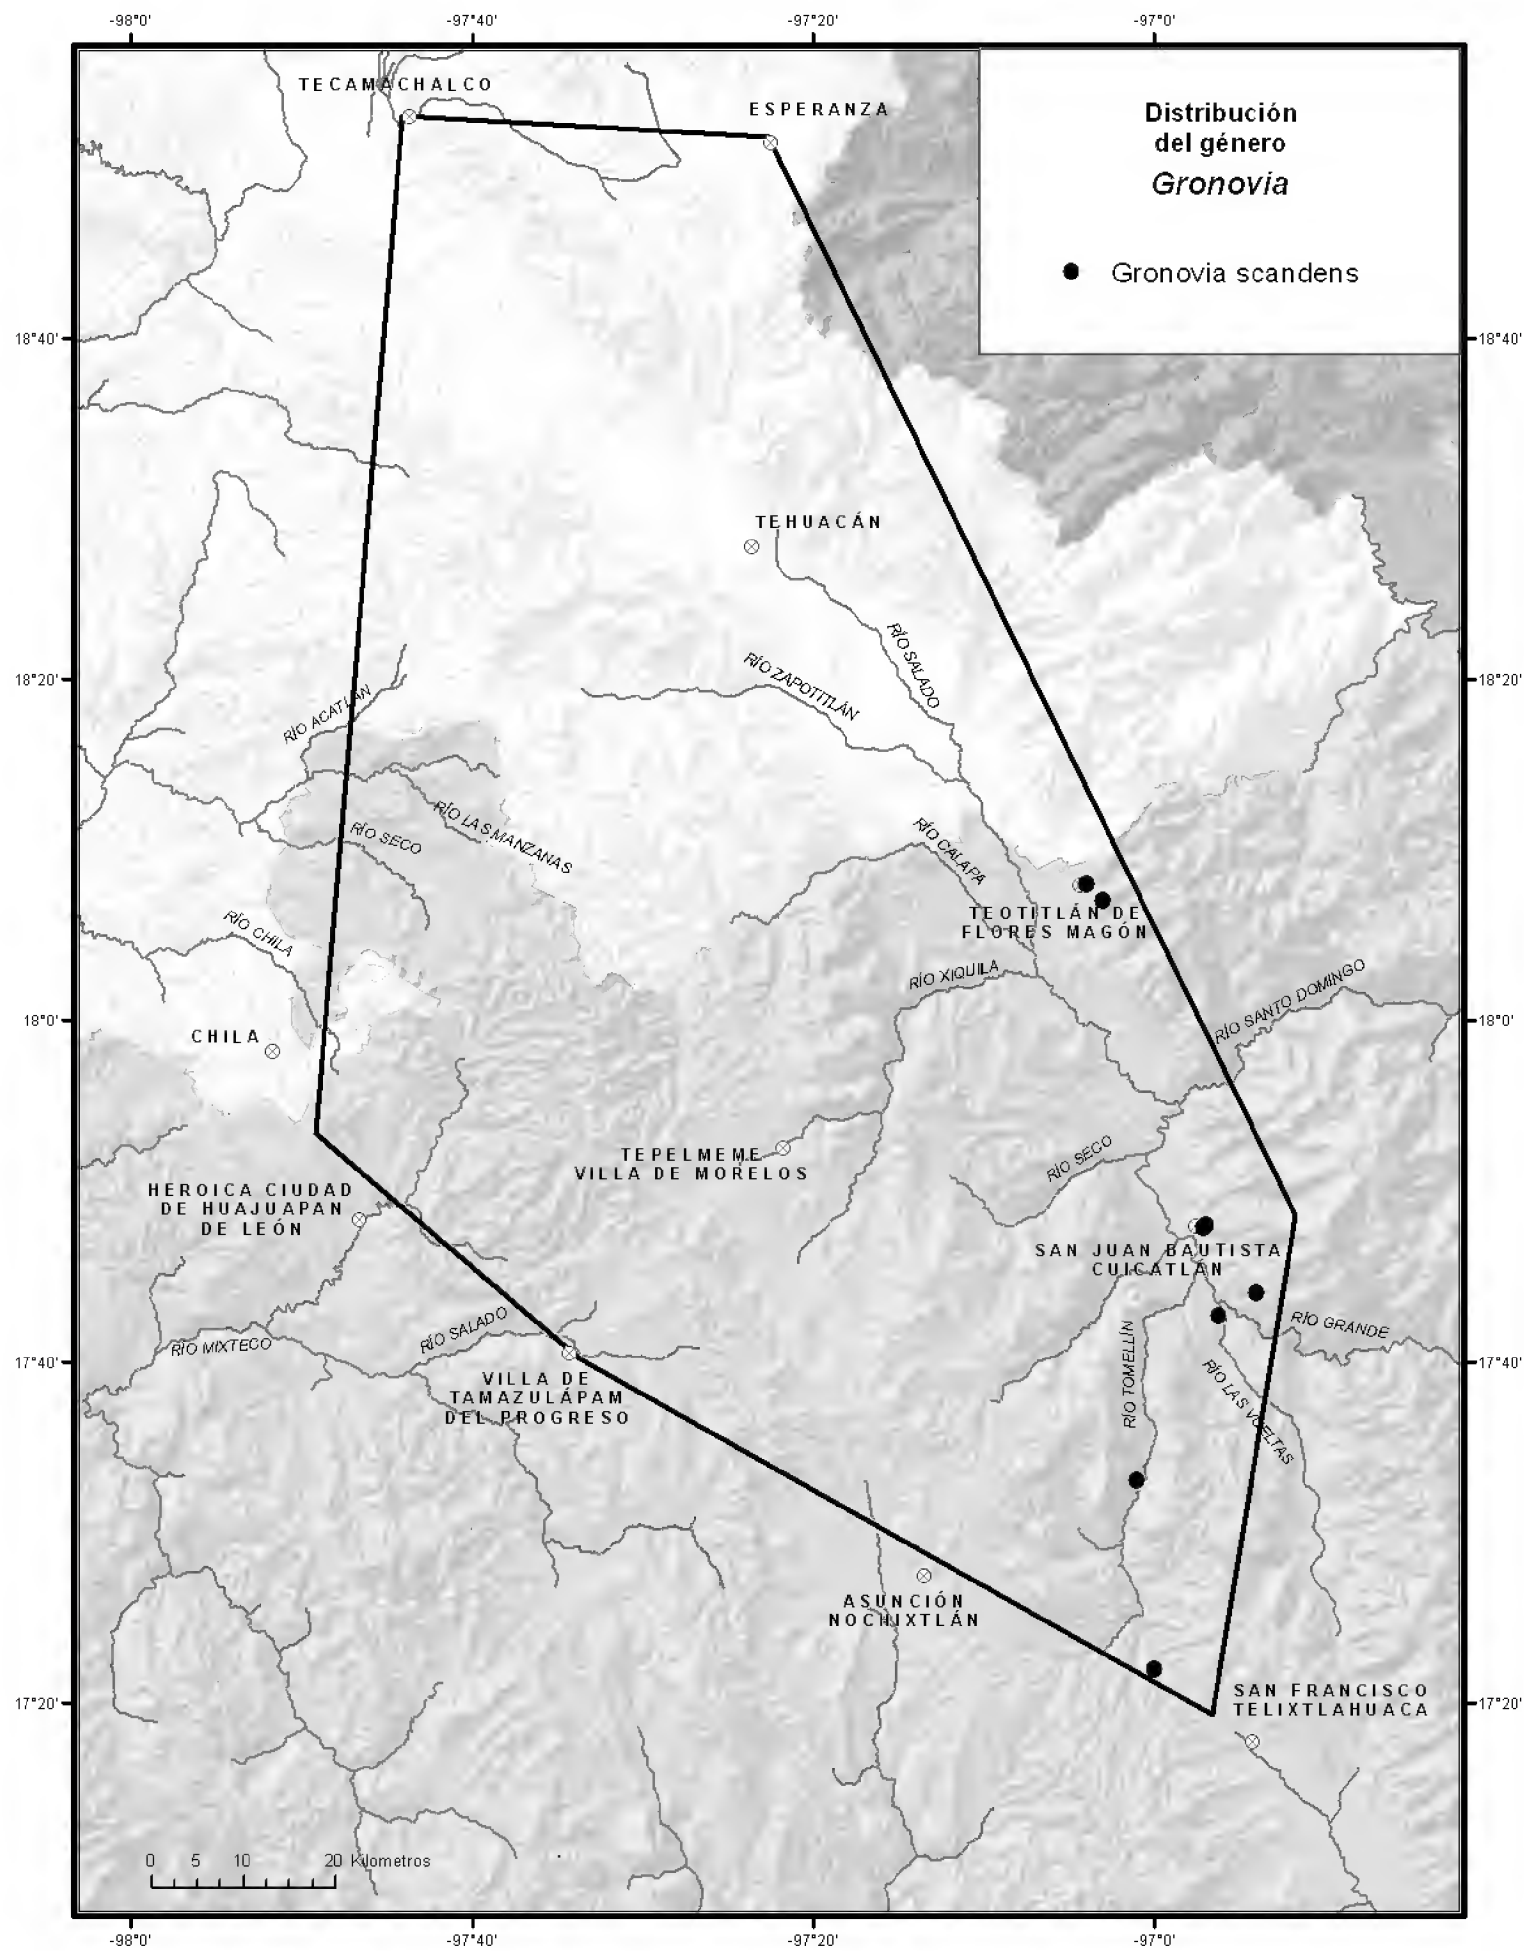 -98°0'
-97°40'
-97°20'
-97°0'
TECAMACHALCO
ESPERANZA
Distribución
del género
Gronovia
Gronovia scandens
18°40'
18°40'
TEHUACÁN
RÍO SALADO
RÍO ZAPOTITLÁN
18°20'
18°20'
RÍO ACATLÁN
RÍO LAS MANZANAS
RÍO SECO
RÍO CALAPA
TEOTITLÁN DE
FLORES MAGÓN
RÍO CHILA
RÍO XIQUILA
RÍO SANTO DOMINGO
18°0'
18°0'
CHILA
TEPELMEME
VILLA DE MORELOS
RÍO SECO
HEROICA CIUDAD
DE HUAJUAPAN
DE LEÓN
SAN JUAN BAUTISTA
CUICATLÁN
RÍO GRANDE
RÍO SALADO
RÍO MIXTECO
17°40'
17°40'
RÍO TOMELLÍN
RÍO LAS VUELTAS
VILLA DE
TAMAZULÁPAM
DEL PROGRESO
ASUNCIÓN
NOCHIXTLÁN
17°20'
17°20'
SAN FRANCISCO
TELIXTLAHUACA
0 5 10 20 Kilometros
-98°0'
-97°40'
-97°20'
-97°0'